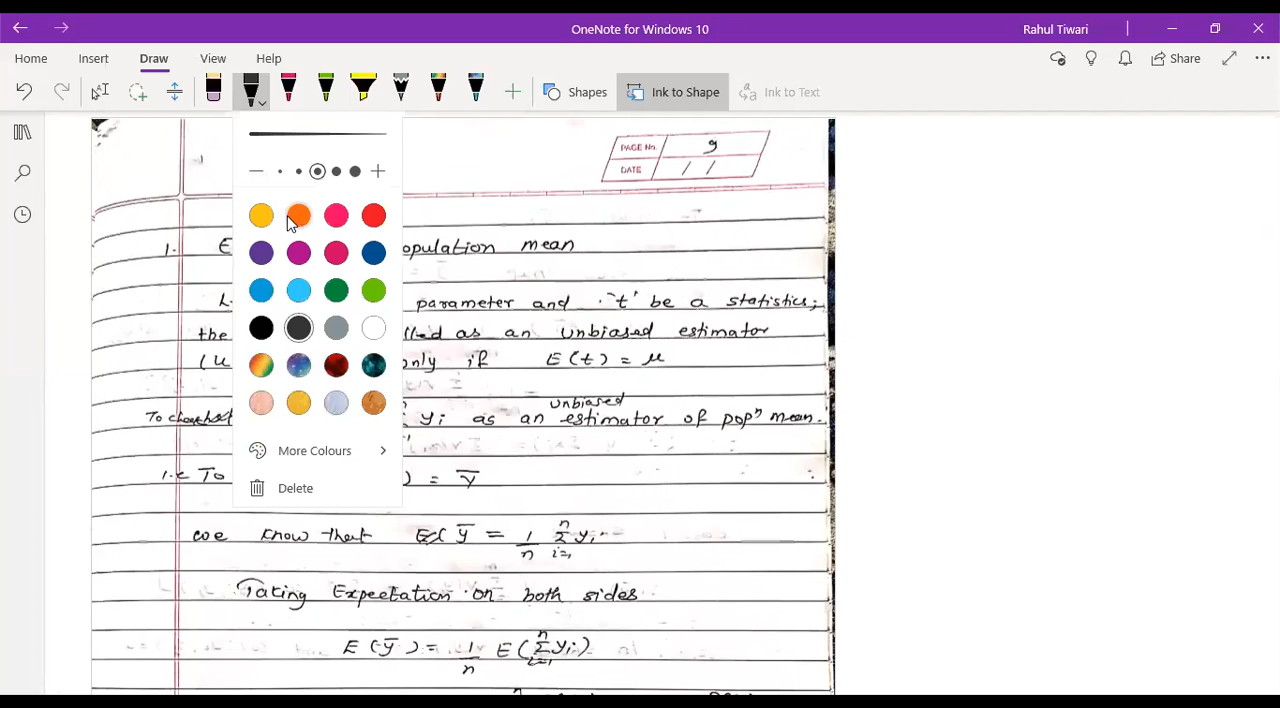 OneNote for Windows 10
Rahul Tiwari
Home Insert Draw View Help
Share
Shapes Ink to Shape Ink to Text
PAGE No. 9
DATE / /
1. E opulation mean
parameter and 't' be a statistics;
the lled as an unbiased estimator
(U only if E(t) = μ
unbiased
To yi as an estimator of popⁿ mean.
i.e To ) = Y̅
we know that E( y̅ = 1/n Σ yi
Taking Expectation on both sides
E(y̅) = 1/n E(Σ yi)
More Colours
Delete